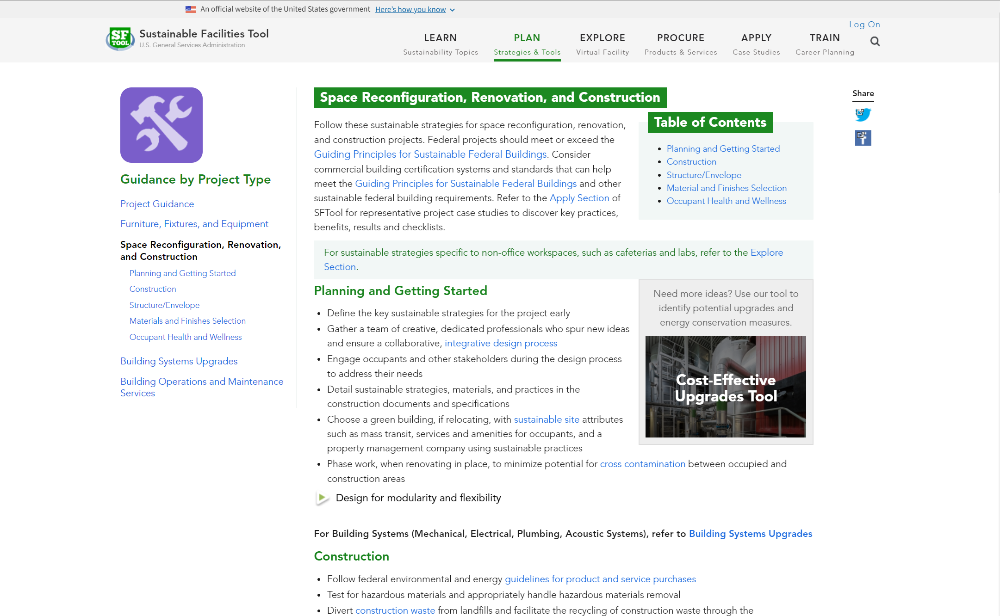 An official website of the United States government Here's how you know
SF TOOL
Sustainable Facilities Tool
U.S. General Services Administration
Log On
LEARN
Sustainability Topics
PLAN
Strategies & Tools
EXPLORE
Virtual Facility
PROCURE
Products & Services
APPLY
Case Studies
TRAIN
Career Planning
Guidance by Project Type
Project Guidance
Furniture, Fixtures, and Equipment
Space Reconfiguration, Renovation,
and Construction
Planning and Getting Started
Construction
Structure/Envelope
Materials and Finishes Selection
Occupant Health and Wellness
Building Systems Upgrades
Building Operations and Maintenance
Services
Space Reconfiguration, Renovation, and Construction
Follow these sustainable strategies for space reconfiguration, renovation,
and construction projects. Federal projects should meet or exceed the
Guiding Principles for Sustainable Federal Buildings. Consider
commercial building certification systems and standards that can help
meet the Guiding Principles for Sustainable Federal Buildings and other
sustainable federal building requirements. Refer to the Apply Section of
SFTool for representative project case studies to discover key practices,
benefits, results and checklists.
Table of Contents
Planning and Getting Started
Construction
Structure/Envelope
Material and Finishes Selection
Occupant Health and Wellness
Share
For sustainable strategies specific to non-office workspaces, such as cafeterias and labs, refer to the Explore
Section.
Planning and Getting Started
Define the key sustainable strategies for the project early
Gather a team of creative, dedicated professionals who spur new ideas
and ensure a collaborative, integrative design process
Engage occupants and other stakeholders during the design process
to address their needs
Detail sustainable strategies, materials, and practices in the
construction documents and specifications
Choose a green building, if relocating, with sustainable site attributes
such as mass transit, services and amenities for occupants, and a
property management company using sustainable practices
Phase work, when renovating in place, to minimize potential for cross contamination between occupied and
construction areas
Design for modularity and flexibility
Need more ideas? Use our tool to
identify potential upgrades and
energy conservation measures.
Cost-Effective
Upgrades Tool
For Building Systems (Mechanical, Electrical, Plumbing, Acoustic Systems), refer to Building Systems Upgrades
Construction
Follow federal environmental and energy guidelines for product and service purchases
Test for hazardous materials and appropriately handle hazardous materials removal
Divert construction waste from landfills and facilitate the recycling of construction waste through the